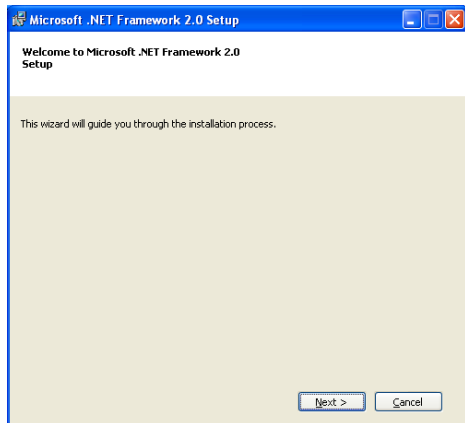 Microsoft .NET Framework 2.0 Setup
Welcome to Microsoft .NET Framework 2.0
Setup
This wizard will guide you through the installation process.
Next >
Cancel